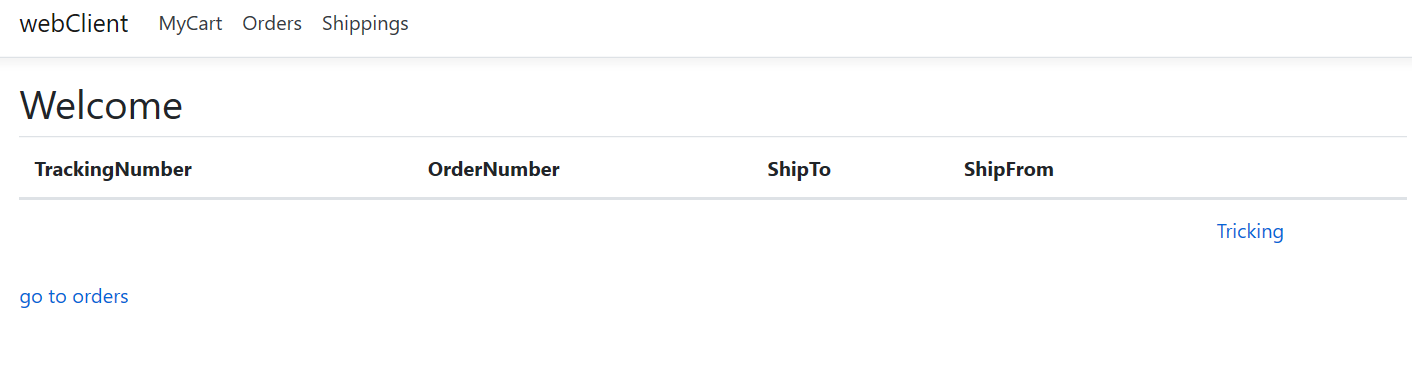 webClient MyCart Orders Shippings
Welcome
TrackingNumber OrderNumber ShipTo ShipFrom
Tricking
go to orders